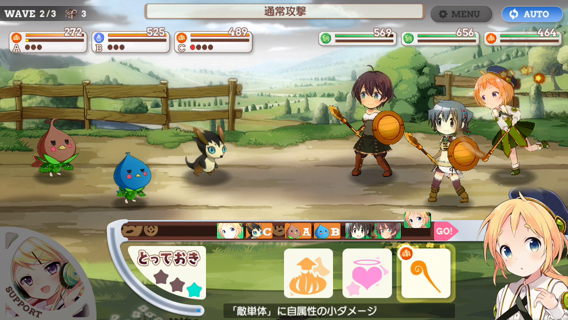 WAVE 2/3 3
通常攻撃
MENU
AUTO
272
525
489
569
656
464
A
B
C
C A B GO!
とっておき
SUPPORT
「敵単体」に自属性の小ダメージ